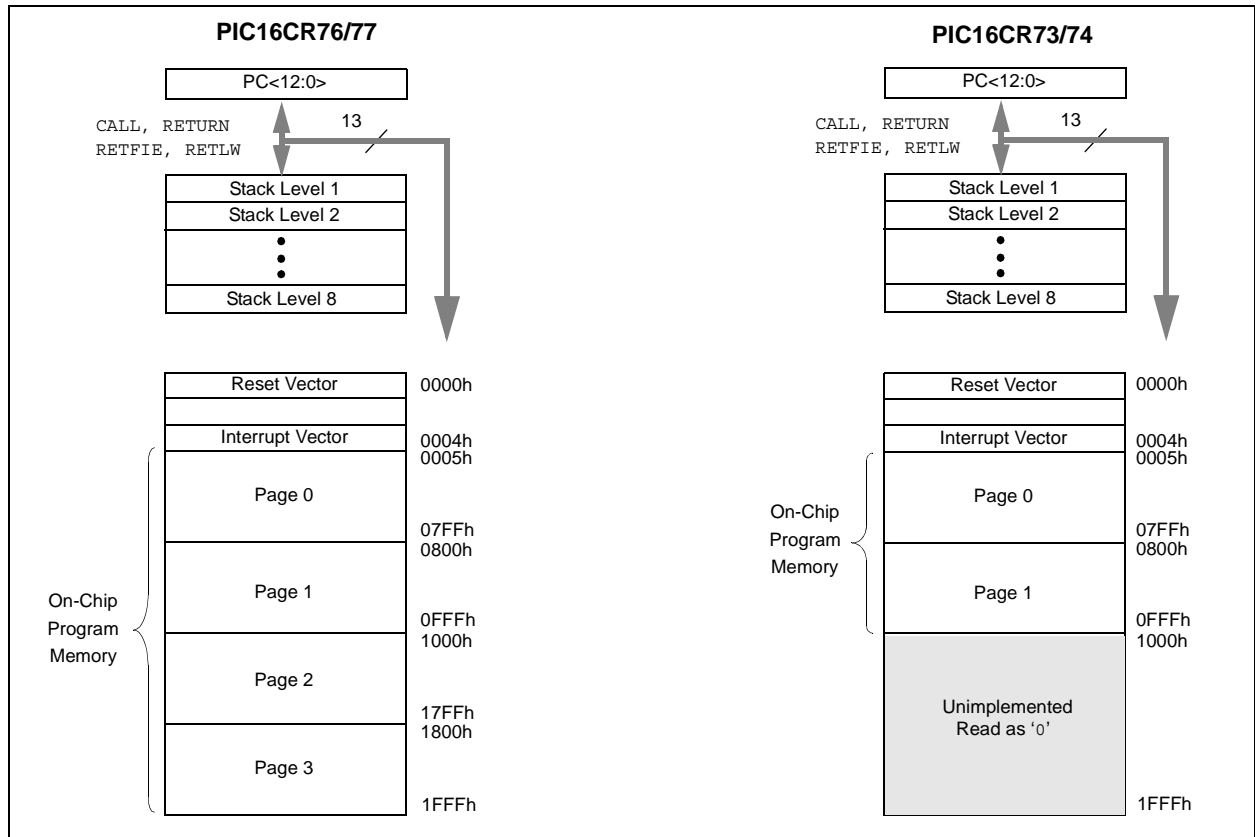 PIC16CR76/77
PC<12:0>
CALL, RETURN
RETFIE, RETLW
13
Stack Level 1
Stack Level 2
Stack Level 8
Reset Vector
0000h
Interrupt Vector
0004h
0005h
Page 0
07FFh
0800h
Page 1
0FFFh
1000h
Page 2
17FFh
1800h
Page 3
1FFFh
On-Chip
Program
Memory
PIC16CR73/74
PC<12:0>
CALL, RETURN
RETFIE, RETLW
13
Stack Level 1
Stack Level 2
Stack Level 8
Reset Vector
0000h
Interrupt Vector
0004h
0005h
Page 0
07FFh
0800h
Page 1
0FFFh
1000h
On-Chip
Program
Memory
Unimplemented
Read as ‘0’
1FFFh